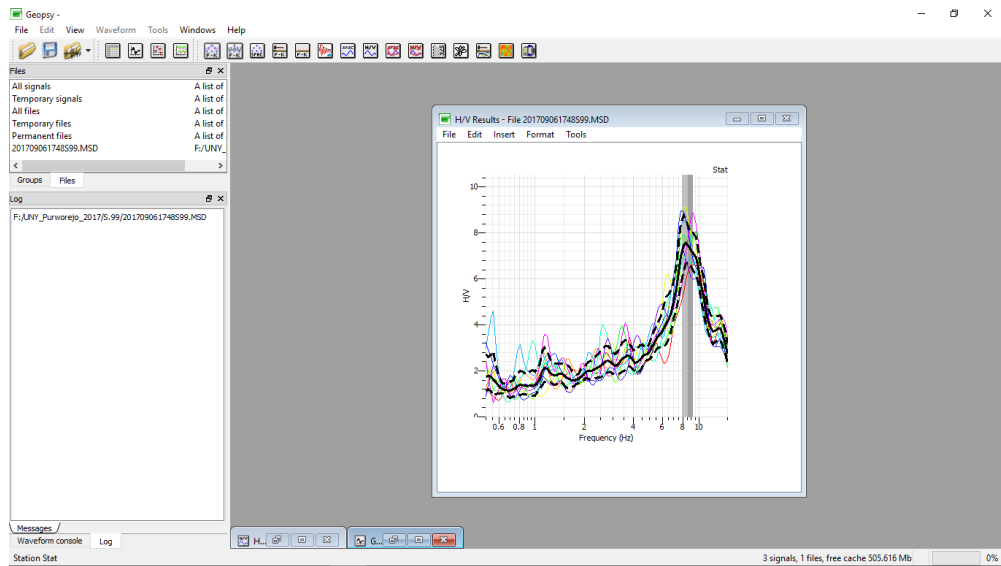 Geopsy -
File Edit View Waveform Tools Windows Help
F-K F-K SPAC F-K F-K SPAC H/V
Files
All signals A list of
Temporary signals A list of
All files A list of
Temporary files A list of
Permanent files A list of
201709061748S99.MSD F:/UNY_
Groups Files
Log
F:/UNY_Purworejo_2017/S.99/201709061748S99.MSD
H/V Results - File 201709061748S99.MSD
File Edit Insert Format Tools
Stat
10
8
6
4
2
0
H/V
0.6 0.8 1 2 4 6 8 10
Frequency (Hz)
Messages
Waveform console Log
H... G...
Station Stat
3 signals, 1 files, free cache 505.616 Mb
0%